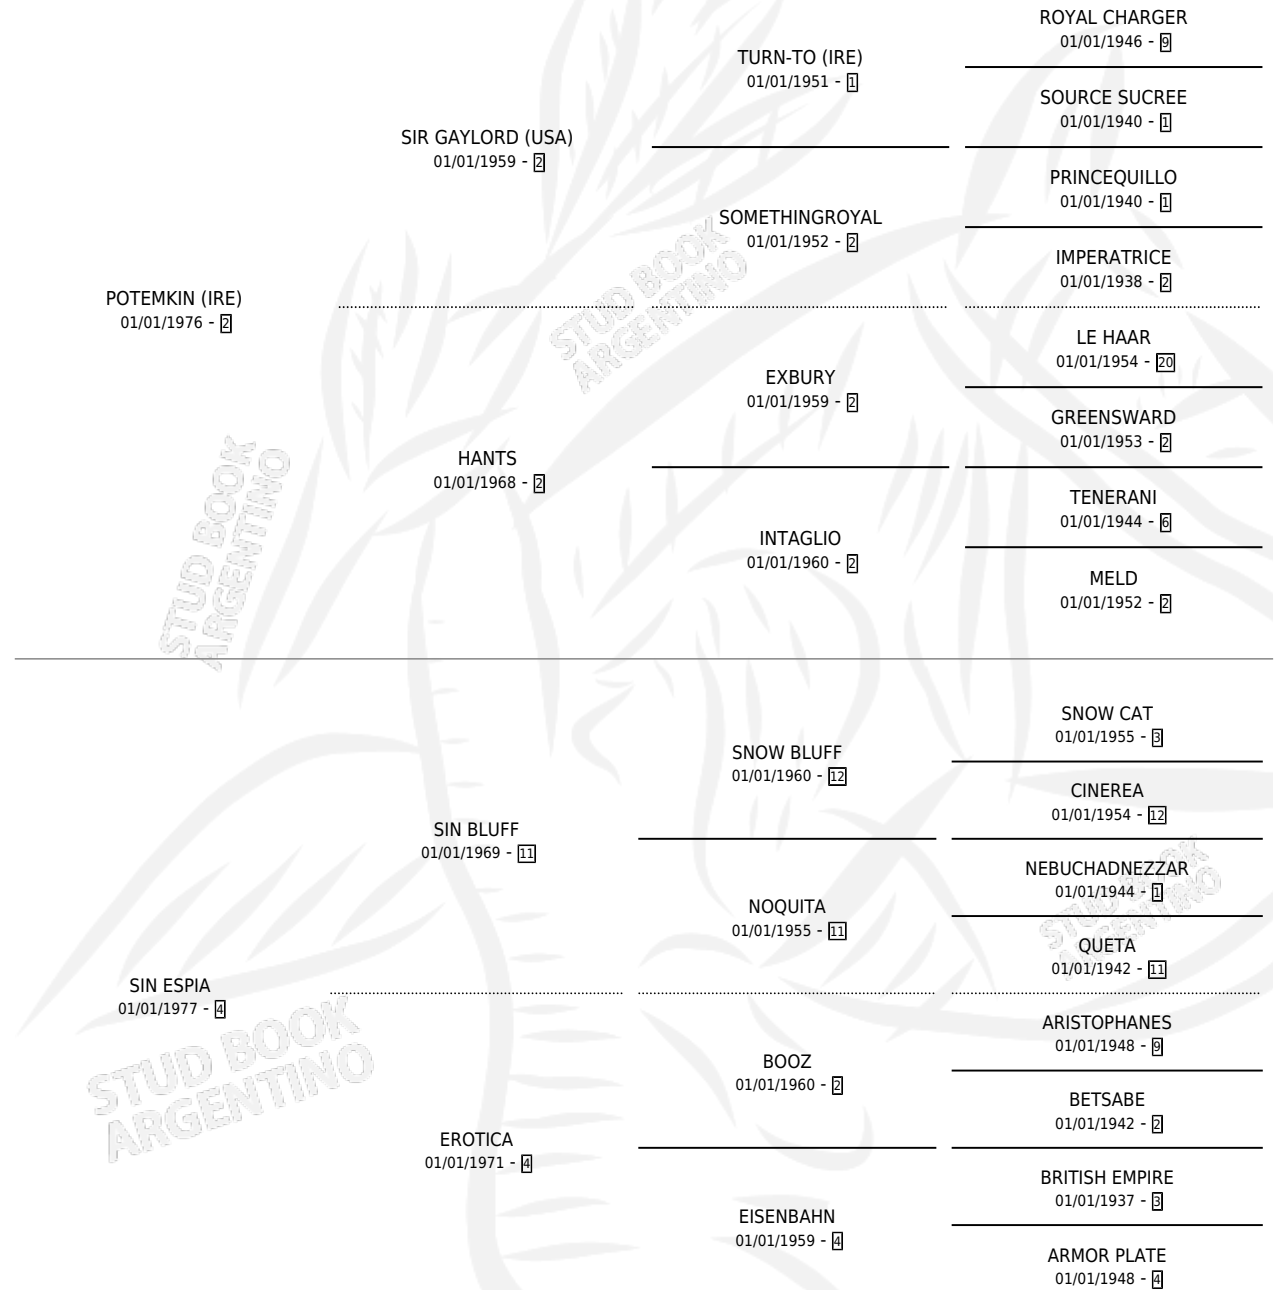 ROYAL CHARGER
01/01/1946 - 9
TURN-TO (IRE)
01/01/1951 - 1
SOURCE SUCREE
01/01/1940 - 1
SIR GAYLORD (USA)
01/01/1959 - 2
PRINCEQUILLO
01/01/1940 - 1
SOMETHINGROYAL
01/01/1952 - 2
IMPERATRICE
01/01/1938 - 2
POTEMKIN (IRE)
01/01/1976 - 2
LE HAAR
01/01/1954 - 20
EXBURY
01/01/1959 - 2
GREENSWARD
01/01/1953 - 2
HANTS
01/01/1968 - 2
TENERANI
01/01/1944 - 6
INTAGLIO
01/01/1960 - 2
MELD
01/01/1952 - 2
STUD BOOK
ARGENTINO
STUD BOOK
ARGENTINO
SNOW CAT
01/01/1955 - 3
SNOW BLUFF
01/01/1960 - 12
CINEREA
01/01/1954 - 12
SIN BLUFF
01/01/1969 - 11
NEBUCHADNEZZAR
01/01/1944 - 1
NOQUITA
01/01/1955 - 11
QUETA
01/01/1942 - 11
STUD BOOK
ARGENTINO
SIN ESPIA
01/01/1977 - 4
ARISTOPHANES
01/01/1948 - 9
BOOZ
01/01/1960 - 2
BETSABE
01/01/1942 - 2
STUD BOOK
ARGENTINO
EROTICA
01/01/1971 - 4
BRITISH EMPIRE
01/01/1937 - 3
EISENBAHN
01/01/1959 - 4
ARMOR PLATE
01/01/1948 - 4